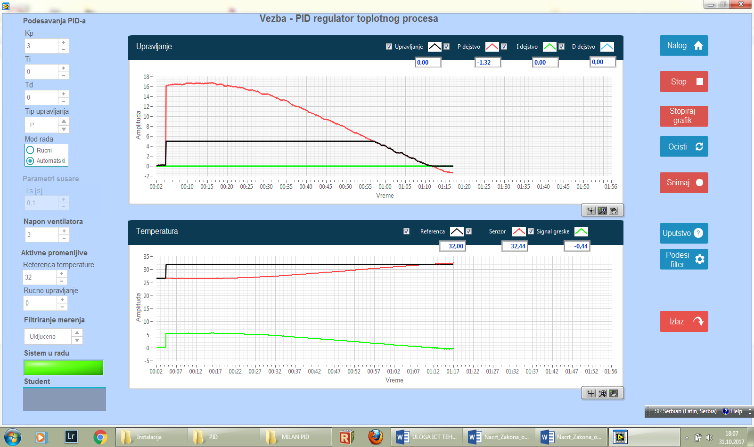 Vezba - PID regulator toplotnog procesa
Podesavanja PID-a
Kp
3
Ti
0
Td
0
Tip upravljanja
P
Mod rada
Rucni
Automatski
Parametri susara
Ts [s]
0,1
Napon ventilatora
3
Aktivne promenljive
Referenca temperature
32
Rucno upravljanje
0
Filtriranje merenja
Ukljucena
Sistem u radu
Student
Upravljanje
Upravljanje P dejstvo I dejstvo D dejstvo
0,00 -1,32 0,00 0,00
Amplituda
18
16
14
12
10
8
6
4
2
0
-2
00:02 00:10 00:15 00:20 00:25 00:30 00:35 00:40 00:45 00:50 00:55 01:00 01:05 01:10 01:15 01:20 01:25 01:30 01:35 01:40 01:45 01:50 01:56
Vreme
Temperatura
Referenca Senzor Signal greske
32,00 32,44 -0,44
Amplituda
35
30
25
20
15
10
5
0
-5
00:02 00:07 00:12 00:17 00:22 00:27 00:32 00:37 00:42 00:47 00:52 00:57 01:02 01:07 01:12 01:17 01:22 01:27 01:32 01:37 01:42 01:47 01:52 01:56
Vreme
Nalog
Stop
Stopiraj
grafik
Ocisti
Snimaj
Uputstvo
Podesi
filter
Izlaz
SR Serbian (Latin, Serbia) Help
Instalacija
PID
MILAN PID
Nacrt_Zakona_o...
Nacrt_Zakona_o...
18:07
31.10.2017